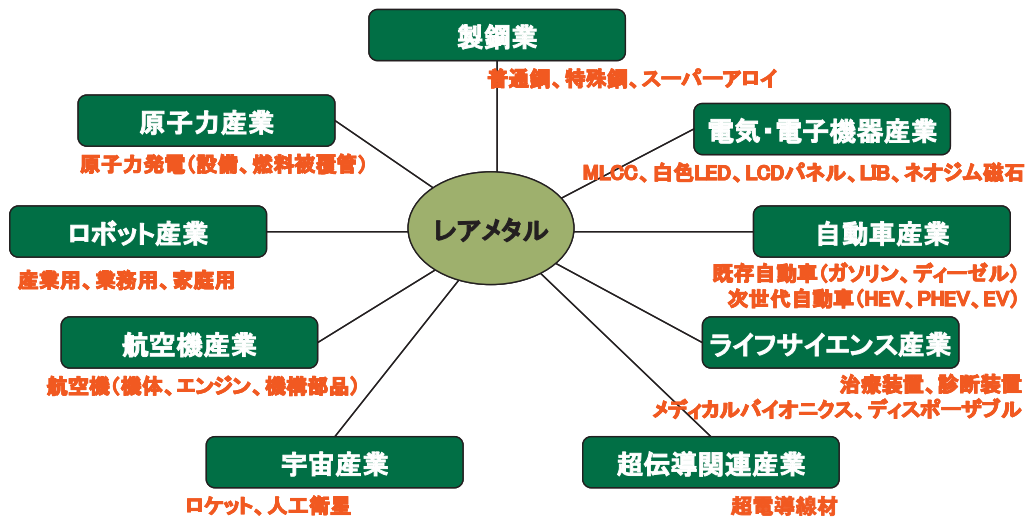 製鋼業
普通鋼、特殊鋼、スーパーアロイ
原子力産業
原子力発電(設備、燃料被覆管)
電気・電子機器産業
MLCC、白色LED、LCDパネル、LIB、ネオジム磁石
レアメタル
ロボット産業
産業用、業務用、家庭用
自動車産業
既存自動車(ガソリン、ディーゼル)
次世代自動車(HEV、PHEV、EV)
航空機産業
航空機(機体、エンジン、機構部品)
ライフサイエンス産業
治療装置、診断装置
メディカルバイオニクス、ディスポーザブル
宇宙産業
ロケット、人工衛星
超伝導関連産業
超電導線材